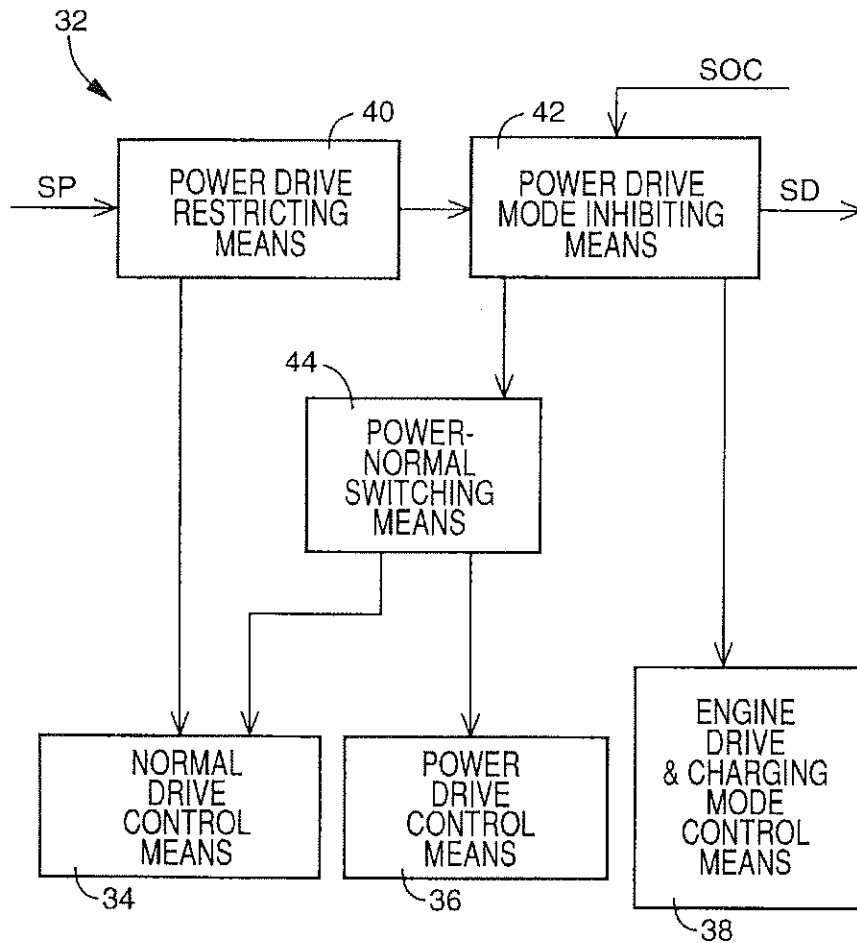 32
SOC
40
42
SP
POWER DRIVE
RESTRICTING
MEANS
POWER DRIVE
MODE INHIBITING
MEANS
SD
44
POWER-
NORMAL
SWITCHING
MEANS
NORMAL
DRIVE
CONTROL
MEANS
POWER
DRIVE
CONTROL
MEANS
ENGINE
DRIVE
& CHARGING
MODE
CONTROL
MEANS
34
36
38